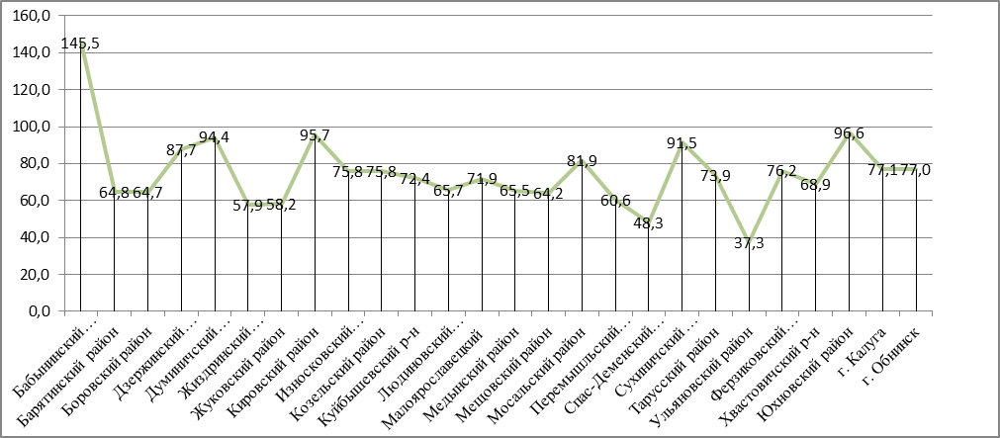 160,0
140,0
120,0
100,0
80,0
60,0
40,0
20,0
0,0
145,5
64,8
64,7
87,7
94,4
57,9
58,2
95,7
75,8
75,8
72,4
65,7
71,9
65,5
64,2
81,9
60,6
48,3
91,5
73,9
37,3
76,2
68,9
96,6
77,1
77,0
Бабынинский…
Барятинский район
Боровский район
Дзержинский…
Думиничский…
Жиздринский…
Жуковский район
Кировский район
Износковский…
Козельский район
Куйбышевский р-н
Людиновский…
Малоярославецкий
Медынский район
Мещовский район
Мосальский район
Перемышльский…
Спас-Деменский…
Сухиничский…
Тарусский район
Ульяновский район
Ферзиковский…
Хвастовичский р-н
Юхновский район
г. Калуга
г. Обнинск